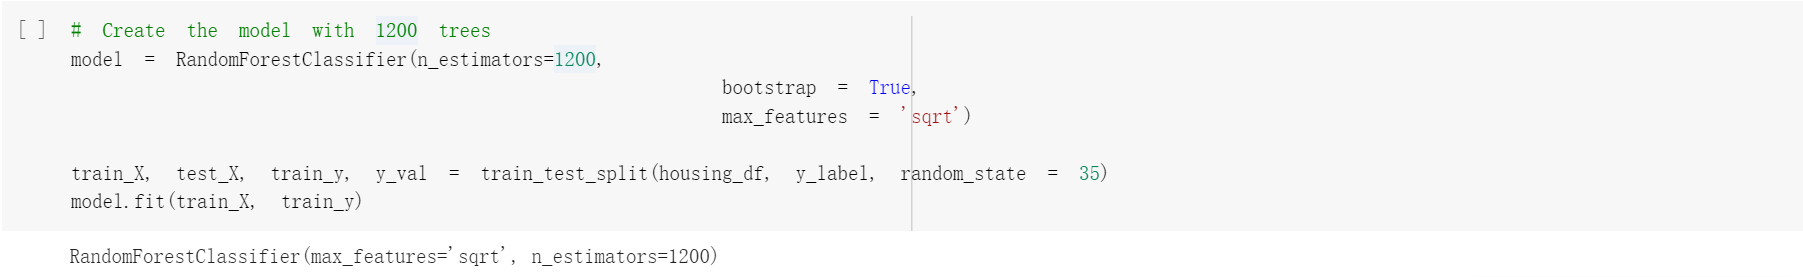 [ ] # Create the model with 1200 trees
model = RandomForestClassifier(n_estimators=1200,
bootstrap = True,
max_features = 'sqrt')
train_X, test_X, train_y, y_val = train_test_split(housing_df, y_label, random_state = 35)
model.fit(train_X, train_y)
RandomForestClassifier(max_features='sqrt', n_estimators=1200)